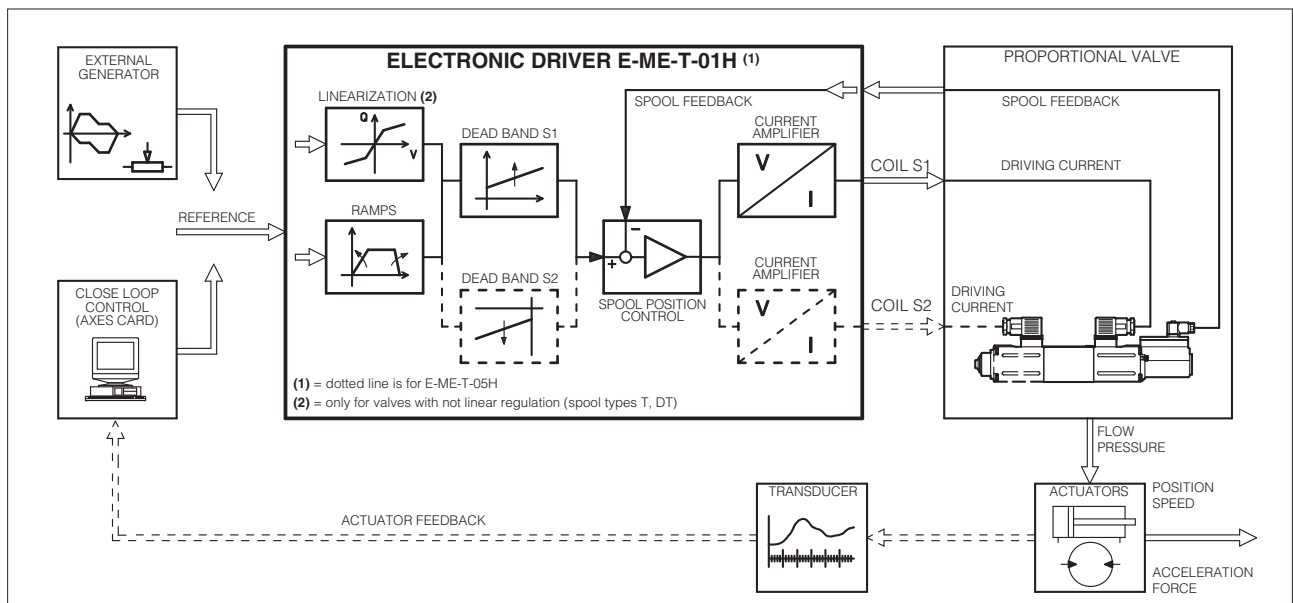 EXTERNAL
GENERATOR
REFERENCE
CLOSE LOOP
CONTROL
(AXES CARD)
ELECTRONIC DRIVER E-ME-T-01H (1)
LINEARIZATION (2)
Q
V
RAMPS
DEAD BAND S1
DEAD BAND S2
SPOOL FEEDBACK
+
−
SPOOL POSITION
CONTROL
CURRENT
AMPLIFIER
V
I
CURRENT
AMPLIFIER
V
I
(1) = dotted line is for E-ME-T-05H
(2) = only for valves with not linear regulation (spool types T, DT)
COIL S1
COIL S2
PROPORTIONAL VALVE
SPOOL FEEDBACK
DRIVING CURRENT
DRIVING
CURRENT
FLOW
PRESSURE
ACTUATORS
POSITION
SPEED
ACCELERATION
FORCE
TRANSDUCER
ACTUATOR FEEDBACK